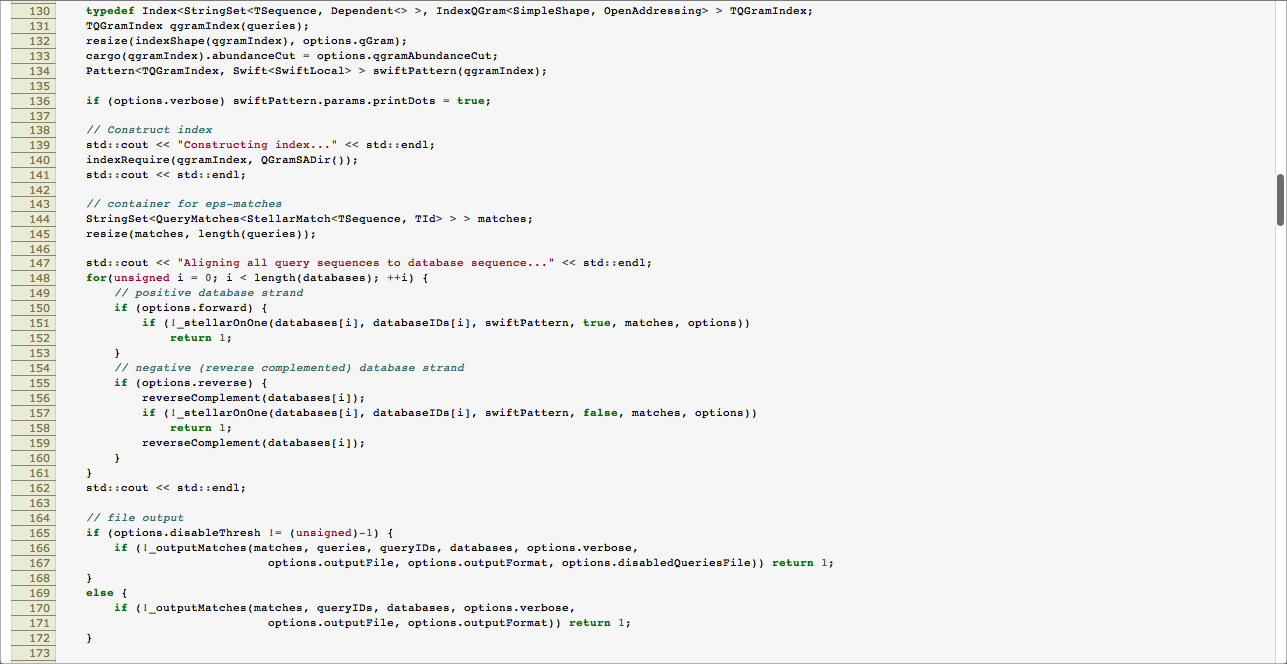 130 typedef Index<StringSet<TSequence, Dependent<> >, IndexQGram<SimpleShape, OpenAddressing> > TQGramIndex;
131 TQGramIndex qgramIndex(queries);
132 resize(indexShape(qgramIndex), options.qGram);
133 cargo(qgramIndex).abundanceCut = options.qgramAbundanceCut;
134 Pattern<TQGramIndex, Swift<SwiftLocal> > swiftPattern(qgramIndex);
135
136 if (options.verbose) swiftPattern.params.printDots = true;
137
138 // Construct index
139 std::cout << "Constructing index..." << std::endl;
140 indexRequire(qgramIndex, QGramSADir());
141 std::cout << std::endl;
142
143 // container for eps-matches
144 StringSet<QueryMatches<StellarMatch<TSequence, TId> > > matches;
145 resize(matches, length(queries));
146
147 std::cout << "Aligning all query sequences to database sequence..." << std::endl;
148 for(unsigned i = 0; i < length(databases); ++i) {
149 // positive database strand
150 if (options.forward) {
151 if (!_stellarOnOne(databases[i], databaseIDs[i], swiftPattern, true, matches, options))
152 return 1;
153 }
154 // negative (reverse complemented) database strand
155 if (options.reverse) {
156 reverseComplement(databases[i]);
157 if (!_stellarOnOne(databases[i], databaseIDs[i], swiftPattern, false, matches, options))
158 return 1;
159 reverseComplement(databases[i]);
160 }
161 }
162 std::cout << std::endl;
163
164 // file output
165 if (options.disableThresh != (unsigned)-1) {
166 if (!_outputMatches(matches, queries, queryIDs, databases, options.verbose,
167 options.outputFile, options.outputFormat, options.disabledQueriesFile)) return 1;
168 }
169 else {
170 if (!_outputMatches(matches, queryIDs, databases, options.verbose,
171 options.outputFile, options.outputFormat)) return 1;
172 }
173